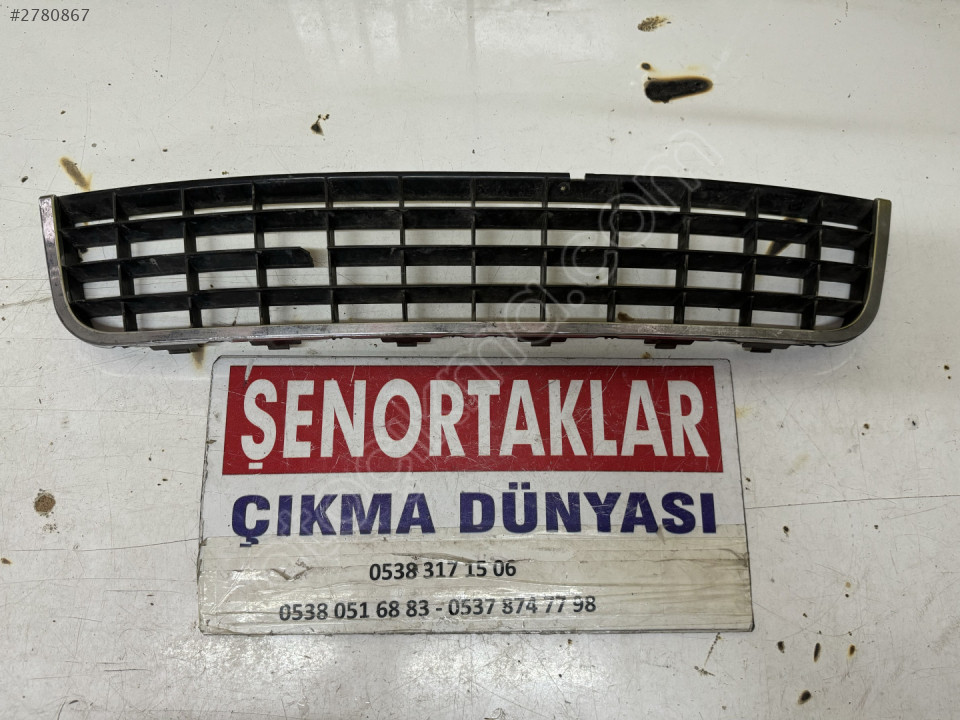 #2780867
ŞENORTAKLAR
ÇIKMA DÜNYASI
0538 317 15 06
0538 051 68 83 - 0537 874 77 98